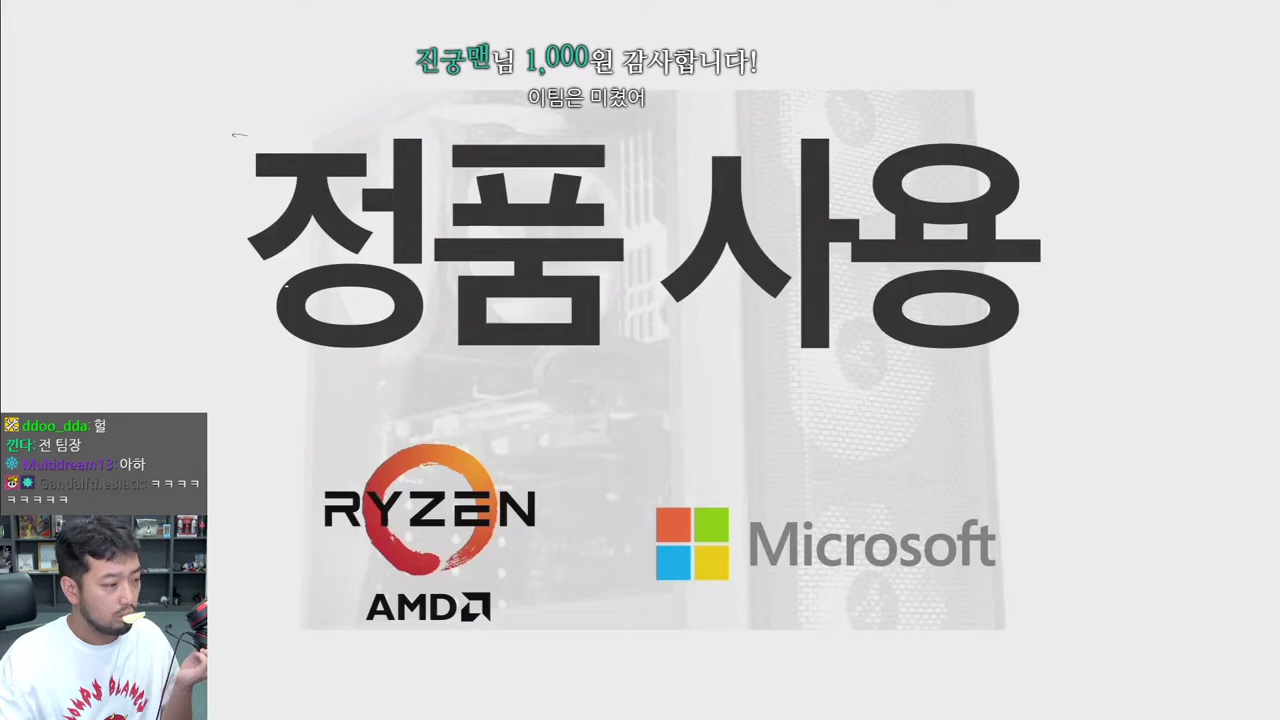 진궁맨님 1,000원 감사합니다!
이팀은 미쳤어
정품 사용
ddoo_dda: 헐
낀다: 전 팀장
Multidream13: 아하
GandalftheBlack: ㅋㅋㅋㅋ
ㅋㅋㅋㅋㅋ
RYZEN
AMD
Microsoft